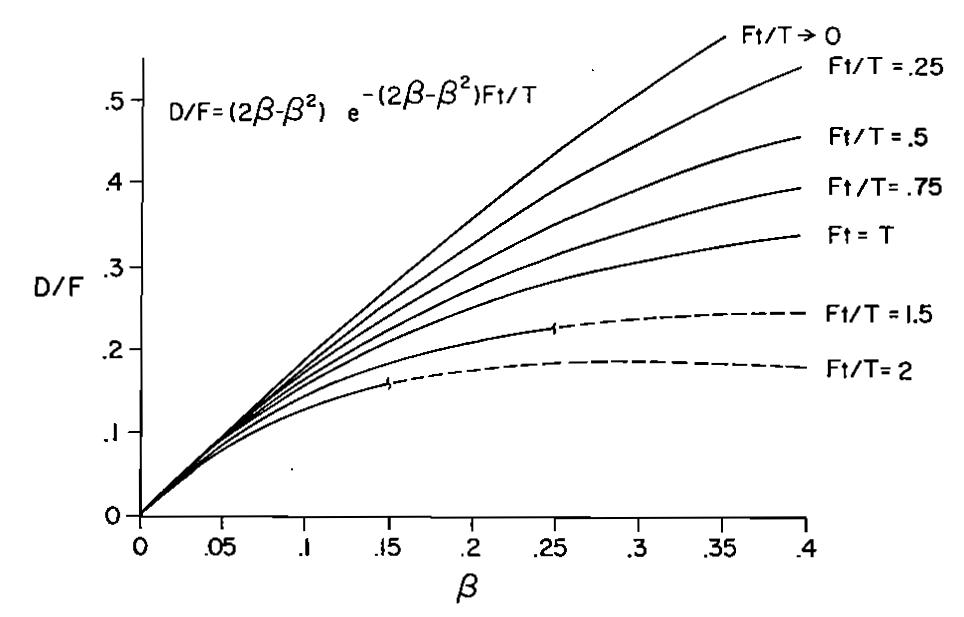 Ft/T → 0
Ft/T = .25
D/F = (2β-β²) e^-(2β-β²)Ft/T
.5
Ft/T = .5
.4
Ft/T = .75
Ft = T
.3
D/F
Ft/T = 1.5
.2
Ft/T = 2
.1
0
0 .05 .1 .15 .2 .25 .3 .35 .4
β